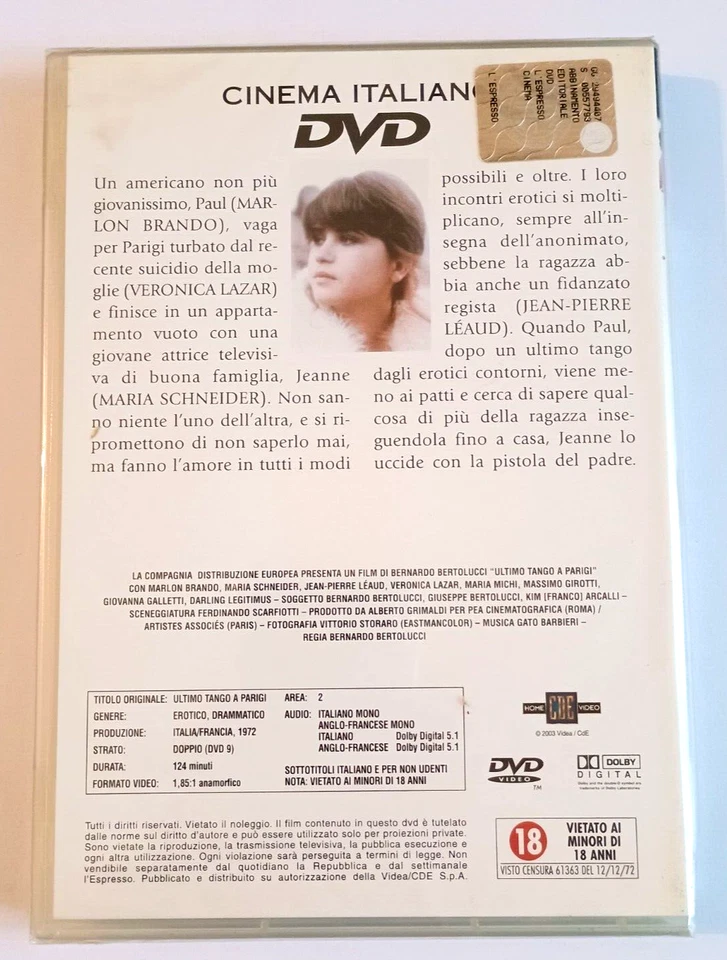 CINEMA ITALIANO
DVD
L'ESPRESSO
CINEMA
L'ESPRESSO
DVD
EDITORIALE
ABBINAMENTO
S 00557793
Un americano non più
giovanissimo, Paul (MAR-
LON BRANDO), vaga
per Parigi turbato dal re-
cente suicidio della mo-
glie (VERONICA LAZAR)
e finisce in un apparta-
mento vuoto con una
giovane attrice televisi-
va di buona famiglia, Jeanne
(MARIA SCHNEIDER). Non san-
no niente l'uno dell'altra, e si ri-
promettono di non saperlo mai,
ma fanno l'amore in tutti i modi
possibili e oltre. I loro
incontri erotici si molti-
plicano, sempre all'in-
segna dell'anonimato,
sebbene la ragazza ab-
bia anche un fidanzato
regista (JEAN-PIERRE
LÉAUD). Quando Paul,
dopo un ultimo tango
dagli erotici contorni, viene me-
no ai patti e cerca di sapere qual-
cosa di più della ragazza inse-
guendola fino a casa, Jeanne lo
uccide con la pistola del padre.
LA COMPAGNIA DISTRIBUZIONE EUROPEA PRESENTA UN FILM DI BERNARDO BERTOLUCCI "ULTIMO TANGO A PARIGI"
CON MARLON BRANDO, MARIA SCHNEIDER, JEAN-PIERRE LÉAUD, VERONICA LAZAR, MARIA MICHI, MASSIMO GIROTTI,
GIOVANNA GALLETTI, DARLING LEGITIMUS – SOGGETTO BERNARDO BERTOLUCCI, GIUSEPPE BERTOLUCCI, KIM [FRANCO] ARCALLI –
SCENEGGIATURA FERDINANDO SCARFIOTTI – PRODOTTO DA ALBERTO GRIMALDI PER PEA CINEMATOGRAFICA (ROMA) /
ARTISTES ASSOCIÉS (PARIS) – FOTOGRAFIA VITTORIO STORARO (EASTMANCOLOR) – MUSICA GATO BARBIERI –
REGIA BERNARDO BERTOLUCCI
TITOLO ORIGINALE: ULTIMO TANGO A PARIGI
GENERE: EROTICO, DRAMMATICO
PRODUZIONE: ITALIA/FRANCIA, 1972
STRATO: DOPPIO (DVD 9)
DURATA: 124 minuti
FORMATO VIDEO: 1,85:1 anamorfico
AREA: 2
AUDIO: ITALIANO MONO
ANGLO-FRANCESE MONO
ITALIANO Dolby Digital 5.1
ANGLO-FRANCESE Dolby Digital 5.1
SOTTOTITOLI ITALIANO E PER NON UDENTI
NOTA: VIETATO AI MINORI DI 18 ANNI
HOME CDE VIDEO
© 2003 Videa / CdE
DVD
VIDEO
TM
DOLBY
DIGITAL
Tutti i diritti riservati. Vietato il noleggio. Il film contenuto in questo dvd è tutelato
dalle norme sul diritto d'autore e può essere utilizzato solo per proiezioni private.
Sono vietate la riproduzione, la trasmissione televisiva, la pubblica esecuzione e
ogni altra utilizzazione. Ogni violazione sarà perseguita a termini di legge. Non
vendibile separatamente dal quotidiano la Repubblica e dal settimanale
l'Espresso. Pubblicato e distribuito su autorizzazione della Videa/CDE S.p.A.
18
VIETATO AI
MINORI DI
18 ANNI
VISTO CENSURA 61363 DEL 12/12/72